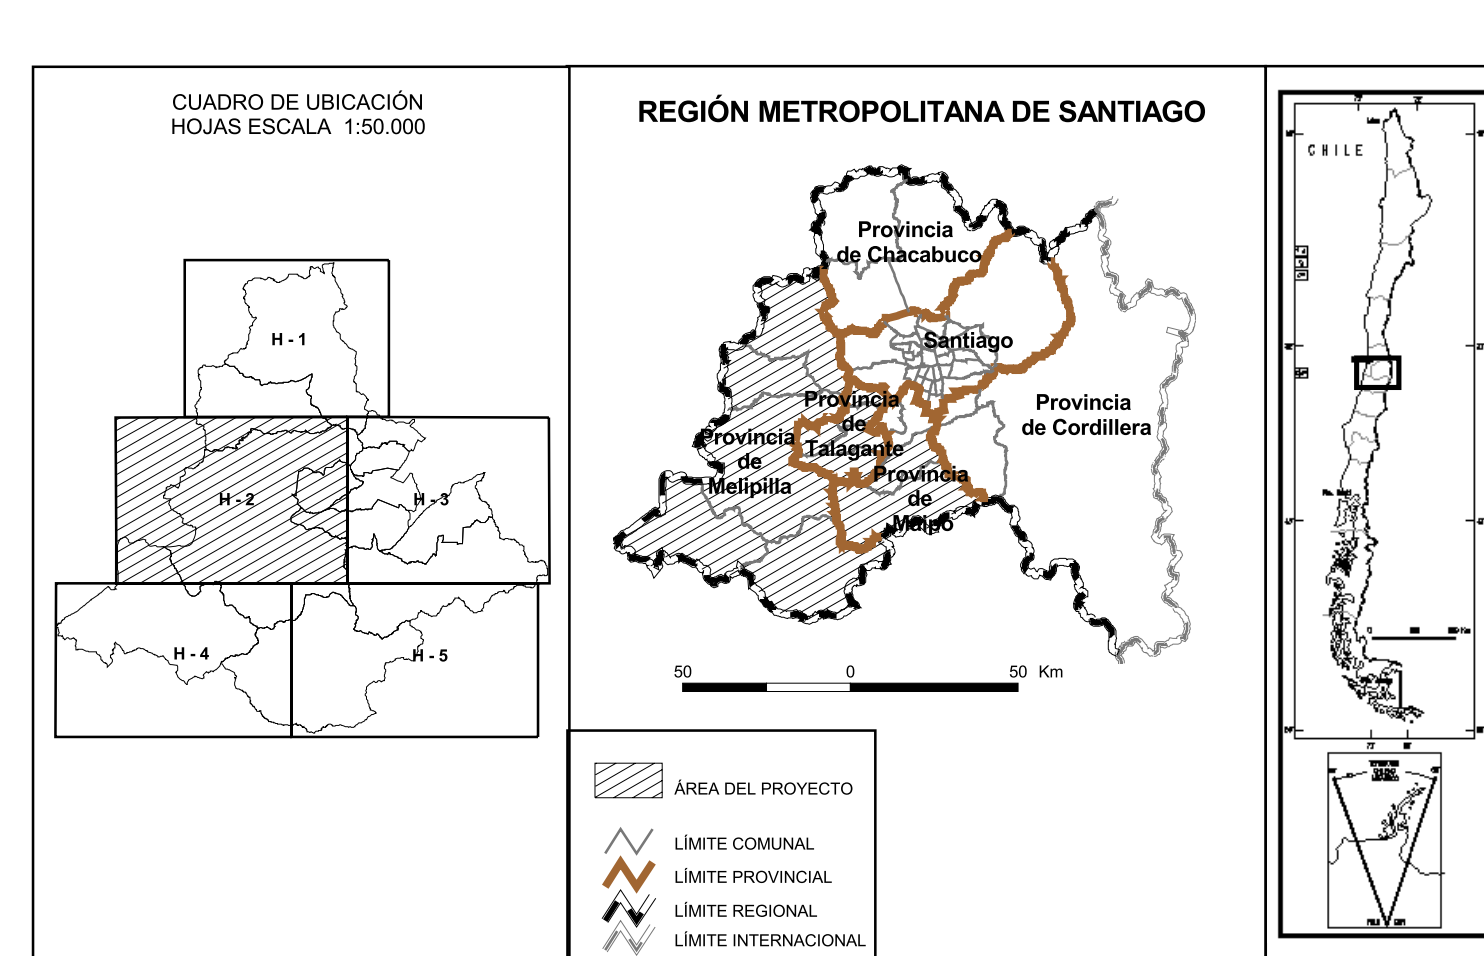 CUADRO DE UBICACIÓN
HOJAS ESCALA 1:50.000
H - 1
H - 2
H - 3
H - 4
H - 5
REGIÓN METROPOLITANA DE SANTIAGO
Provincia
de Chacabuco
Santiago
Provincia
de Cordillera
Provincia
de
Talagante
Provincia
de
Melipilla
Provincia
de
Maipo
50 0 50 Km
ÁREA DEL PROYECTO
LÍMITE COMUNAL
LÍMITE PROVINCIAL
LÍMITE REGIONAL
LÍMITE INTERNACIONAL
CHILE